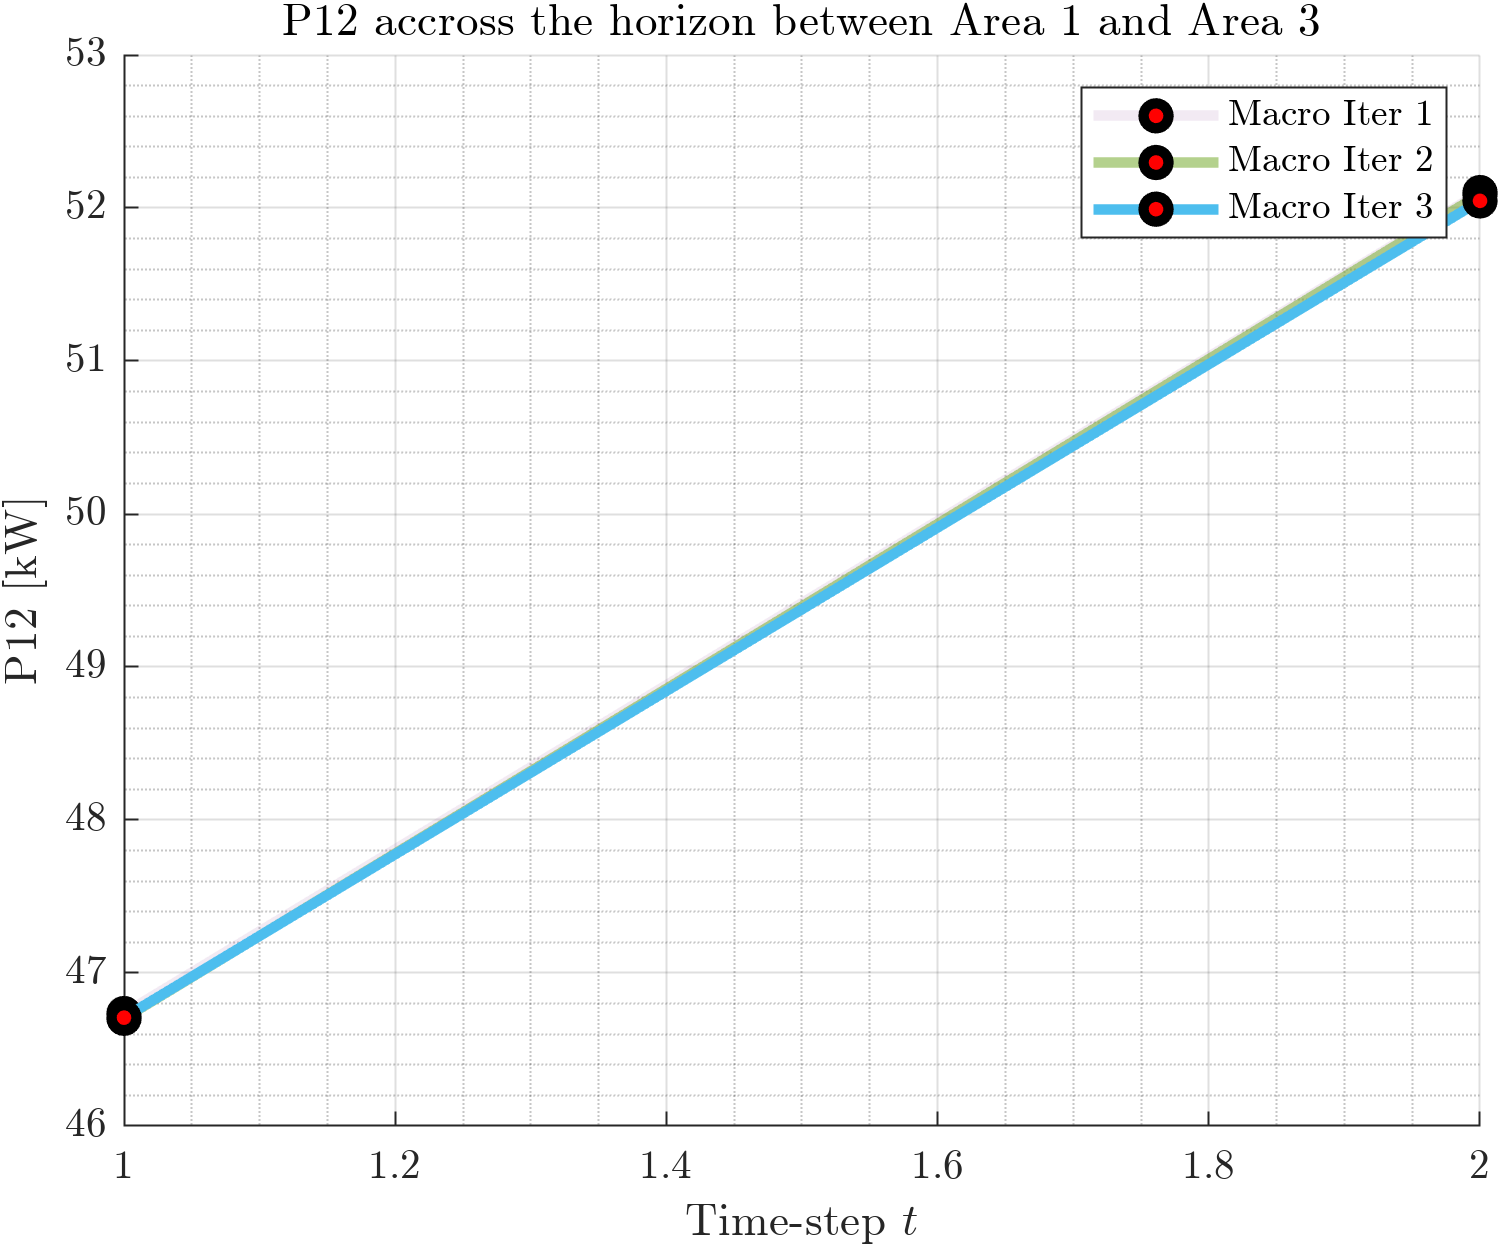 P12 accross the horizon between Area 1 and Area 3
53
52
51
50
49
48
47
46
P12 [kW]
Macro Iter 1
Macro Iter 2
Macro Iter 3
1 1.2 1.4 1.6 1.8 2
Time-step t